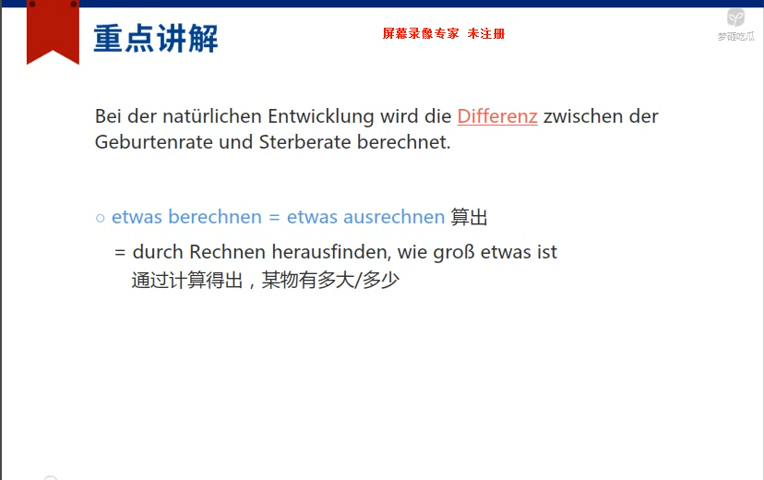 重点讲解
屏幕录像专家 未注册
梦砸吃瓜
Bei der natürlichen Entwicklung wird die Differenz zwischen der
Geburtenrate und Sterberate berechnet.
○ etwas berechnen = etwas ausrechnen 算出
= durch Rechnen herausfinden, wie groß etwas ist
通过计算得出，某物有多大/多少